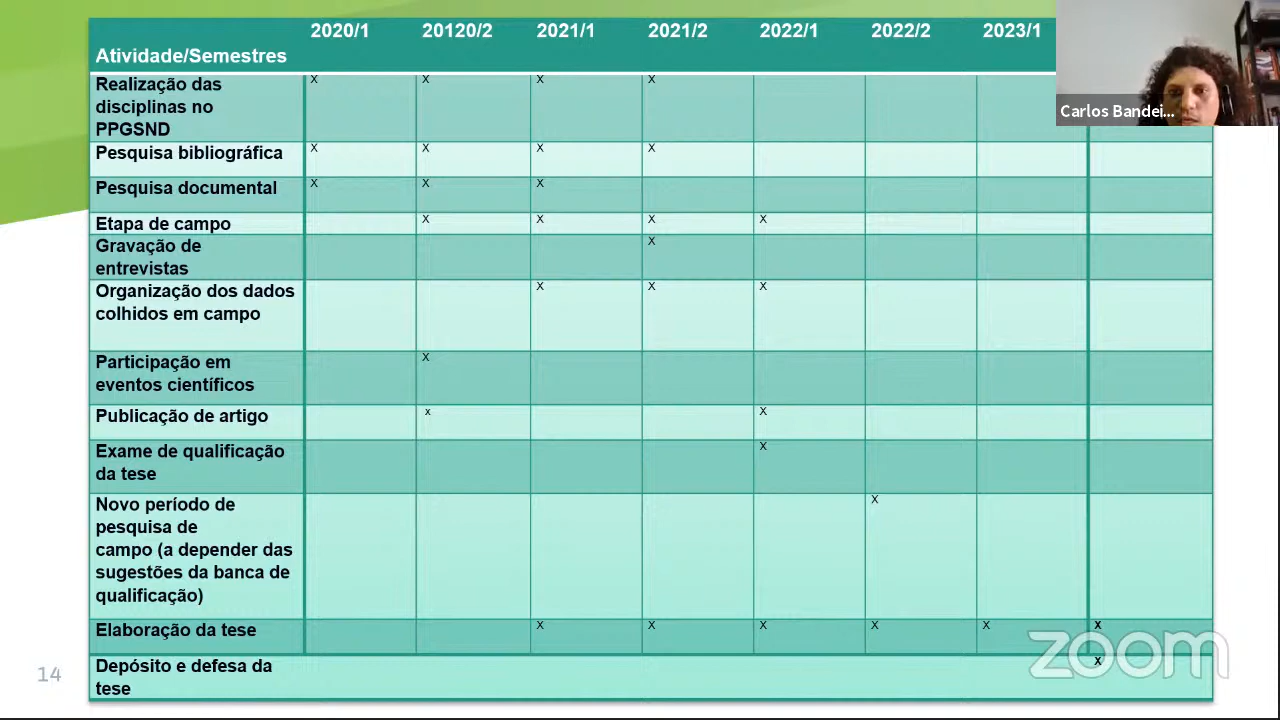 2020/1 20120/2 2021/1 2021/2 2022/1 2022/2 2023/1
Atividade/Semestres
Carlos Bandei...
Realização das x x x x
disciplinas no
PPGSND
Pesquisa bibliográfica x x x x
Pesquisa documental x x x
Etapa de campo x x x x
Gravação de x
entrevistas
Organização dos dados x x x
colhidos em campo
Participação em x
eventos científicos
Publicação de artigo x x
Exame de qualificação x
da tese
Novo período de x
pesquisa de
campo (a depender das
sugestões da banca de
qualificação)
Elaboração da tese x x x x x x
Depósito e defesa da x
tese
14
zoom